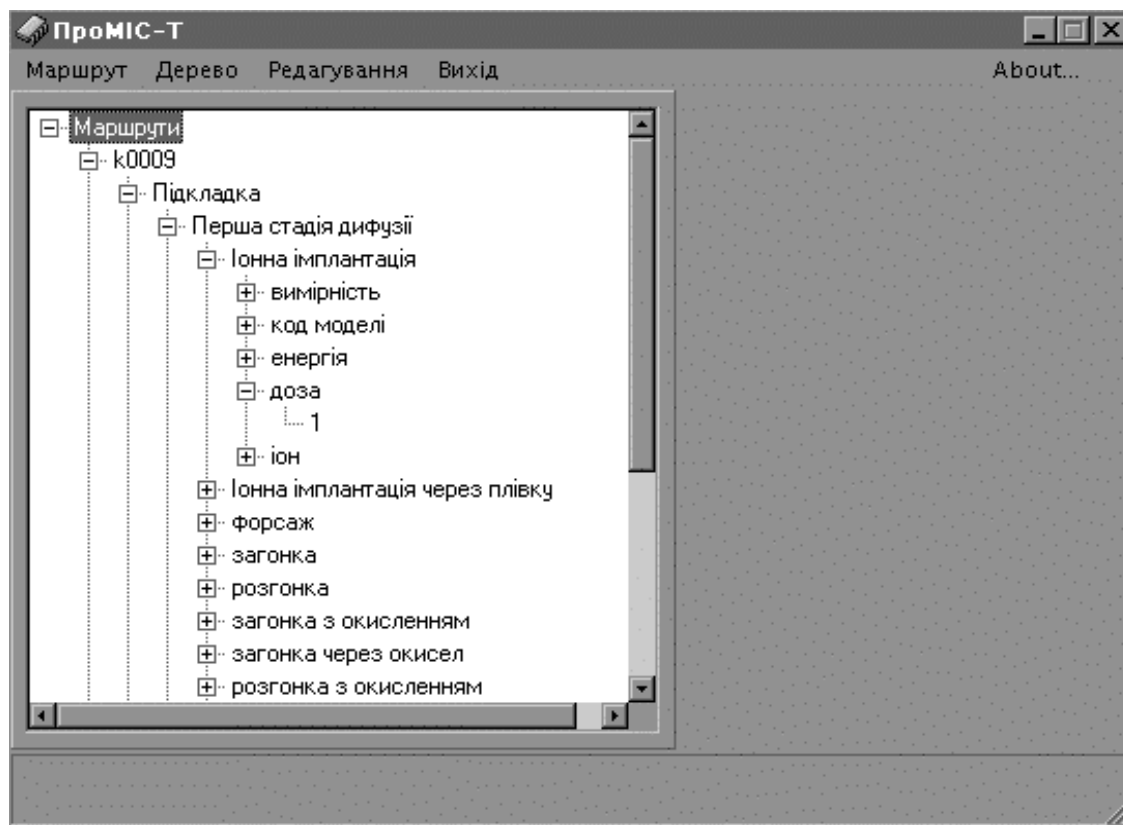 ПроМІС-Т
Маршрут Дерево Редагування Вихід About...
Маршрути
k0009
Підкладка
Перша стадія дифузії
Іонна імплантація
вимірність
код моделі
енергія
доза
1
іон
Іонна імплантація через плівку
форсаж
загонка
розгонка
загонка з окисленням
загонка через окисел
розгонка з окисленням